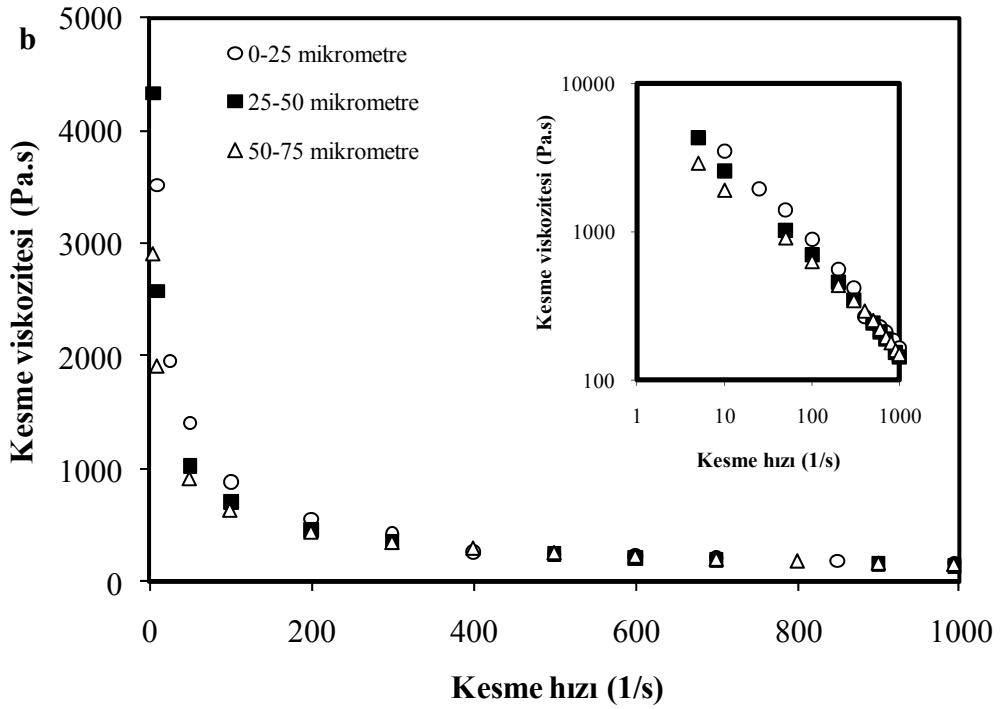 b
5000
4000
3000
2000
1000
0
Kesme viskozitesi (Pa.s)
0-25 mikrometre
25-50 mikrometre
50-75 mikrometre
10000
1000
100
Kesme viskozitesi (Pa.s)
1 10 100 1000
Kesme hızı (1/s)
0 200 400 600 800 1000
Kesme hızı (1/s)